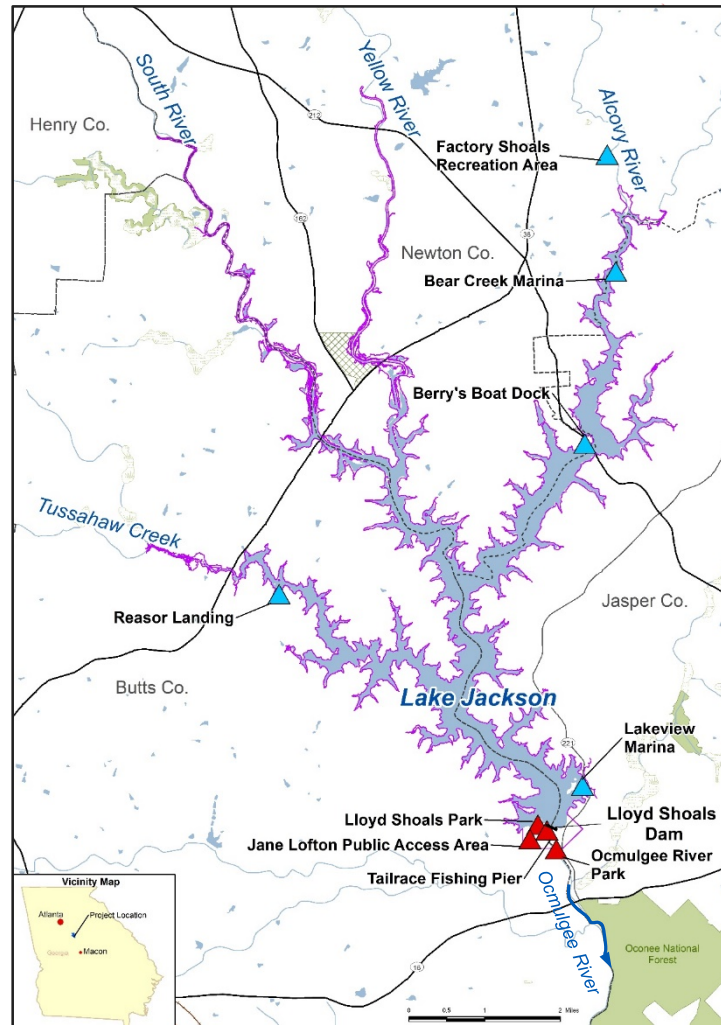 South River
Yellow River
Alcovy River
Henry Co.
212
Factory Shoals
Recreation Area
162
36
Newton Co.
Bear Creek Marina
Berry's Boat Dock
Tussahaw Creek
Reasor Landing
Jasper Co.
Butts Co.
Lake Jackson
Lakeview
Marina
221
Lloyd Shoals Park
Lloyd Shoals
Dam
Jane Lofton Public Access Area
Ocmulgee River
Park
Tailrace Fishing Pier
Ocmulgee River
Vicinity Map
Atlanta
Project Location
Georgia
Macon
16
Oconee National
Forest
0 0.5 1 2 Miles